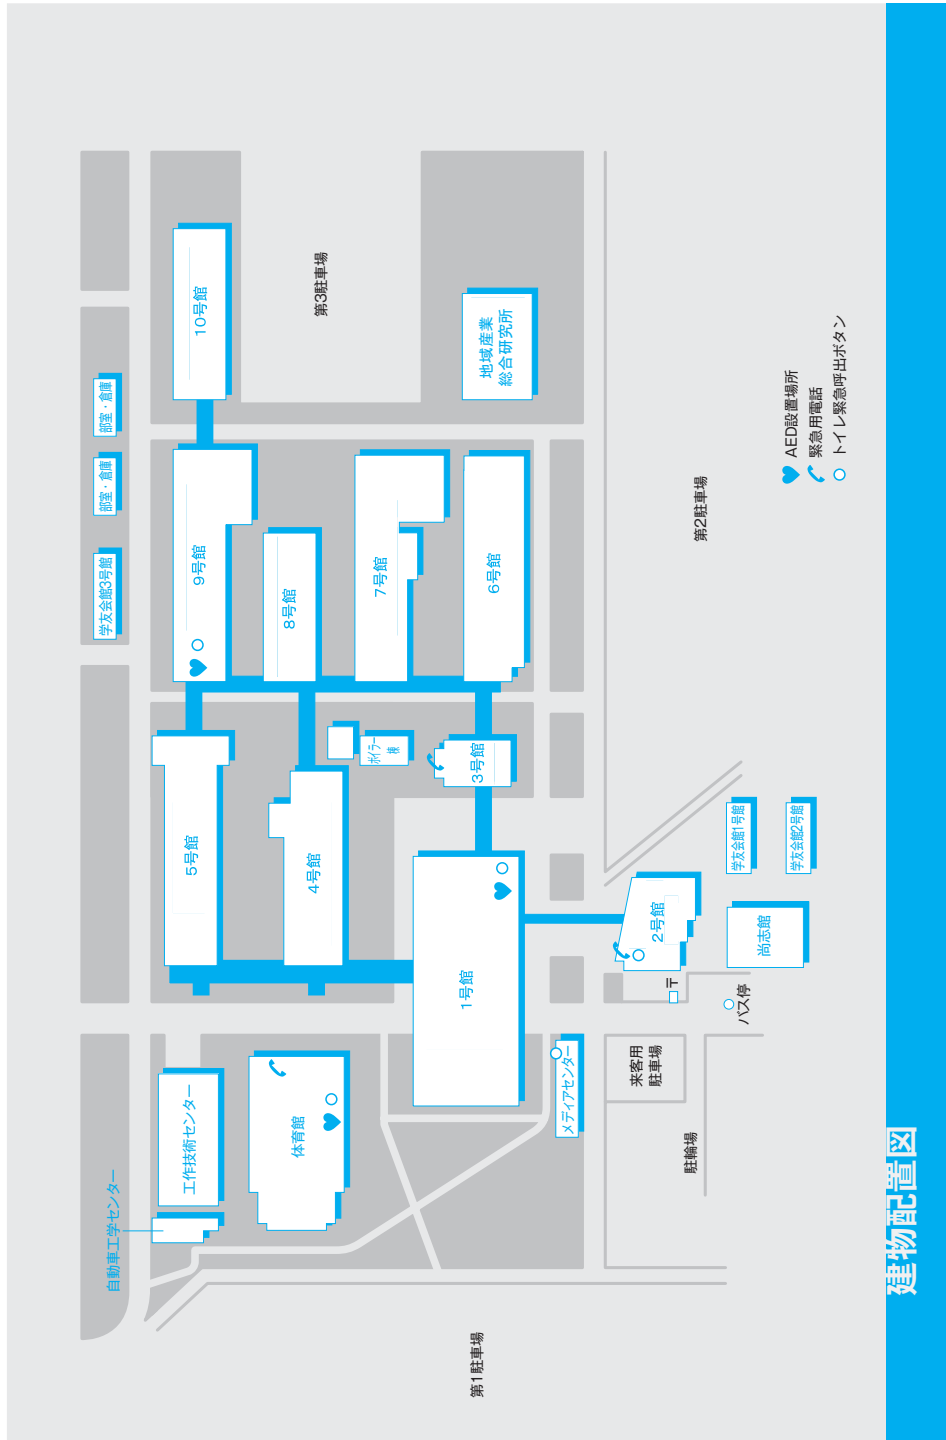 建物配置図
自動車工学センター
工作技術センター
体育館
5号館
4号館
ボイラー
棟
9号館
8号館
7号館
6号館
10号館
学友会館3号館
部室・倉庫
部室・倉庫
第3駐車場
地域産業
総合研究所
3号館
1号館
メディアセンター
2号館
〒
来客用
駐車場
駐輪場
バス停
尚志館
学友会館1号館
学友会館2号館
第1駐車場
第2駐車場
AED設置場所
緊急用電話
トイレ緊急呼出ボタン